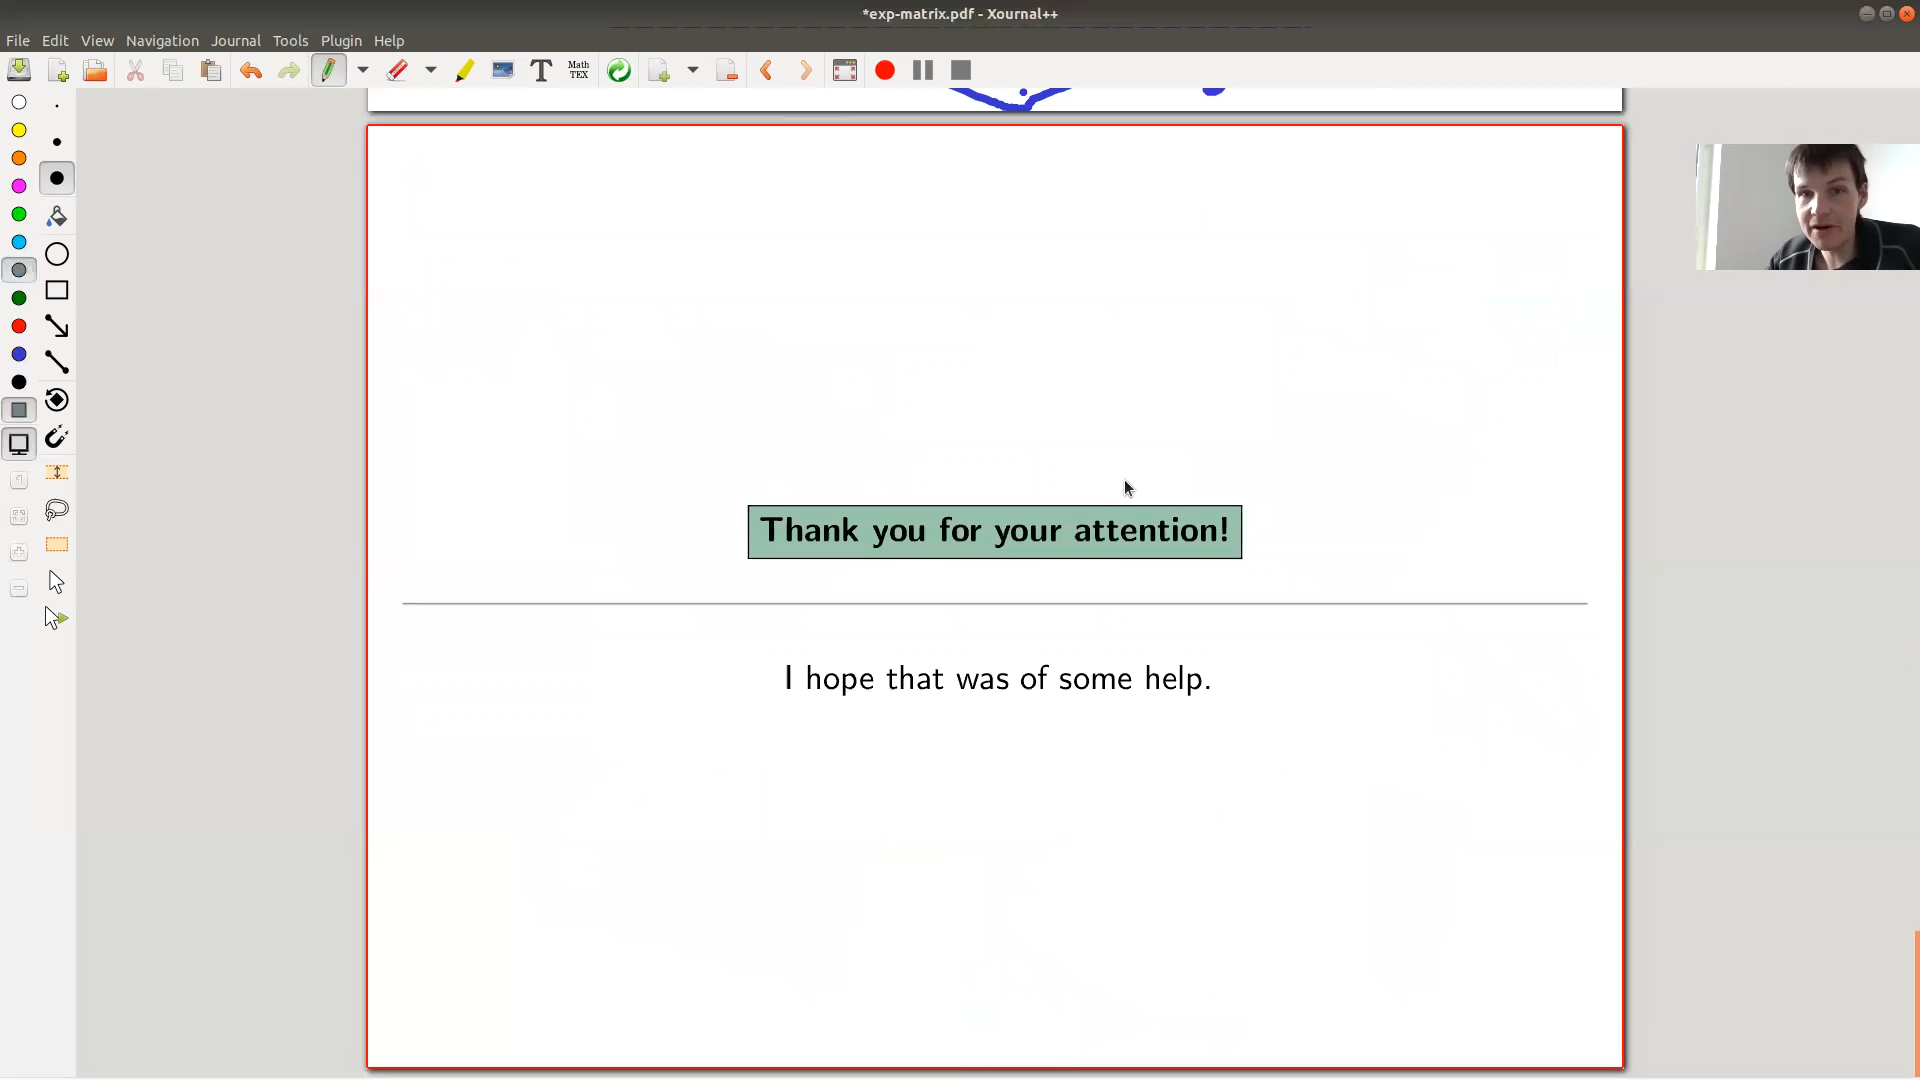 *exp-matrix.pdf - Xournal++
File Edit View Navigation Journal Tools Plugin Help
Math
TEX
Thank you for your attention!
I hope that was of some help.